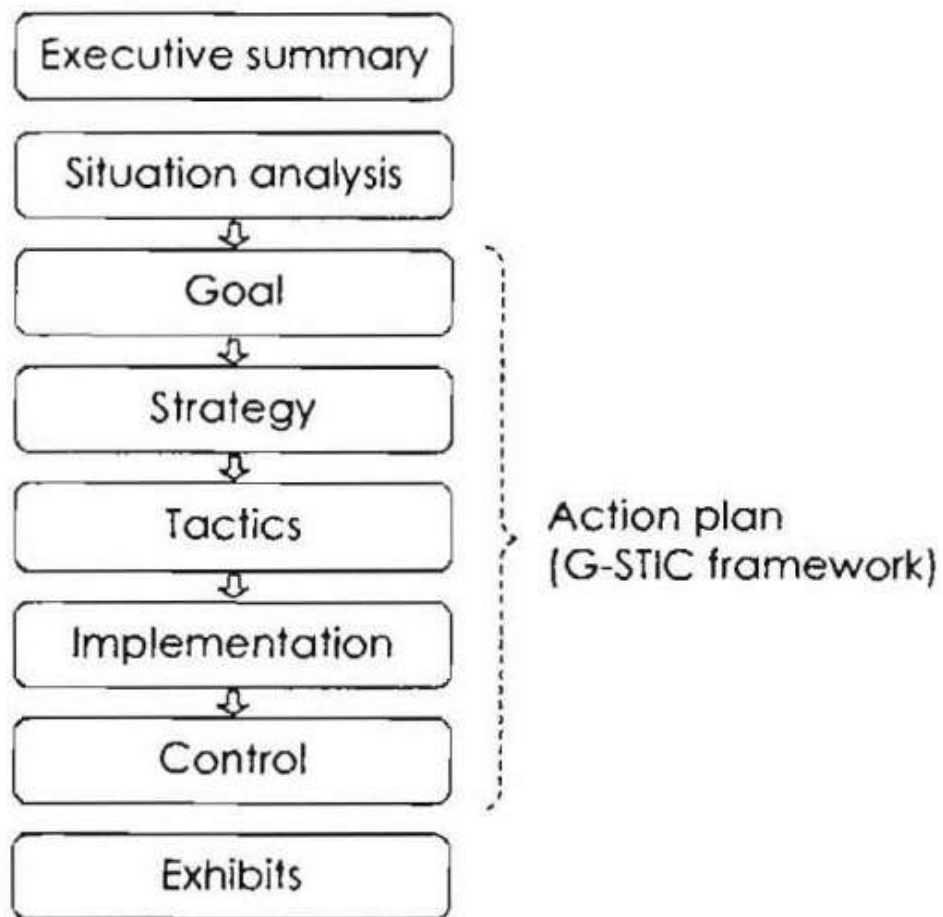 Executive summary
Situation analysis
Goal
Strategy
Tactics
Implementation
Control
Exhibits
Action plan
(G-STIC framework)